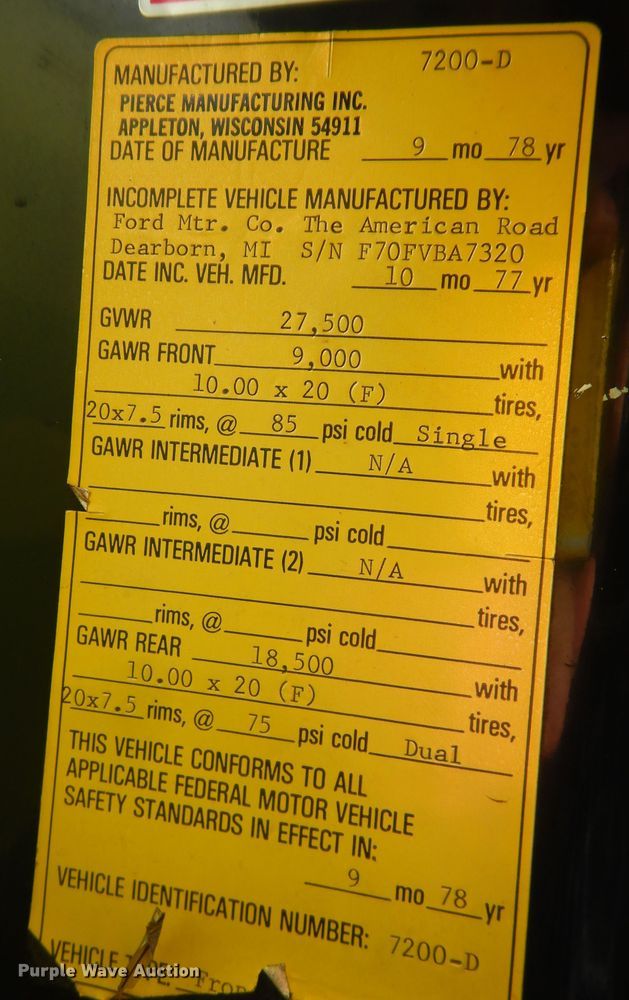 7200-D
MANUFACTURED BY:
PIERCE MANUFACTURING INC.
APPLETON, WISCONSIN 54911
DATE OF MANUFACTURE 9 mo 78 yr
INCOMPLETE VEHICLE MANUFACTURED BY:
Ford Mtr. Co. The American Road
Dearborn, MI S/N F70FVBA7320
DATE INC. VEH. MFD. 10 mo 77 yr
GVWR 27,500
GAWR FRONT 9,000 with
10.00 x 20 (F) tires,
20x7.5 rims, @ 85 psi cold Single
GAWR INTERMEDIATE (1) N/A with
tires,
rims, @ psi cold
GAWR INTERMEDIATE (2) N/A with
tires,
rims, @ psi cold
GAWR REAR 18,500 with
10.00 x 20 (F) tires,
20x7.5 rims, @ 75 psi cold Dual
THIS VEHICLE CONFORMS TO ALL
APPLICABLE FEDERAL MOTOR VEHICLE
SAFETY STANDARDS IN EFFECT IN:
9 mo 78 yr
VEHICLE IDENTIFICATION NUMBER: 7200-D
VEHICLE
Purple Wave Auction